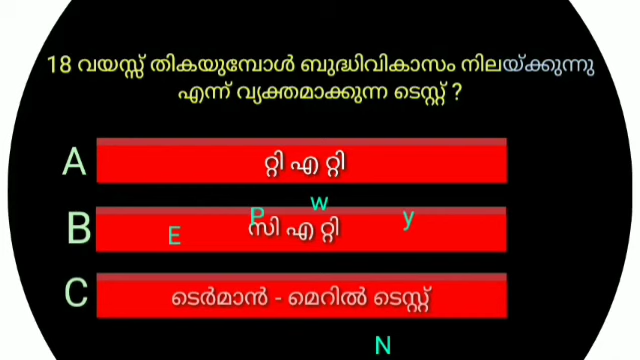 18 വയസ്സ് തികയുമ്പോൾ ബുദ്ധിവികാസം നിലയ്ക്കുന്നു
എന്ന് വ്യക്തമാക്കുന്ന ടെസ്റ്റ് ?
A റ്റി എ റ്റി
P w y
B E സി എ റ്റി
C ടെർമാൻ - മെറിൽ ടെസ്റ്റ്
N